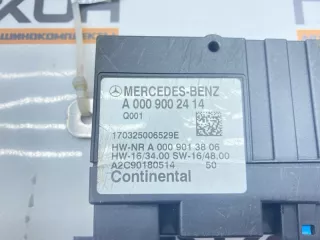 MERCEDES-BENZ
A 000 900 24 14
Q001
170325006529E
HW-NR A 000 901 38 06
HW-16/34.00 SW-16/48.00
A2C90180514 50
Continental